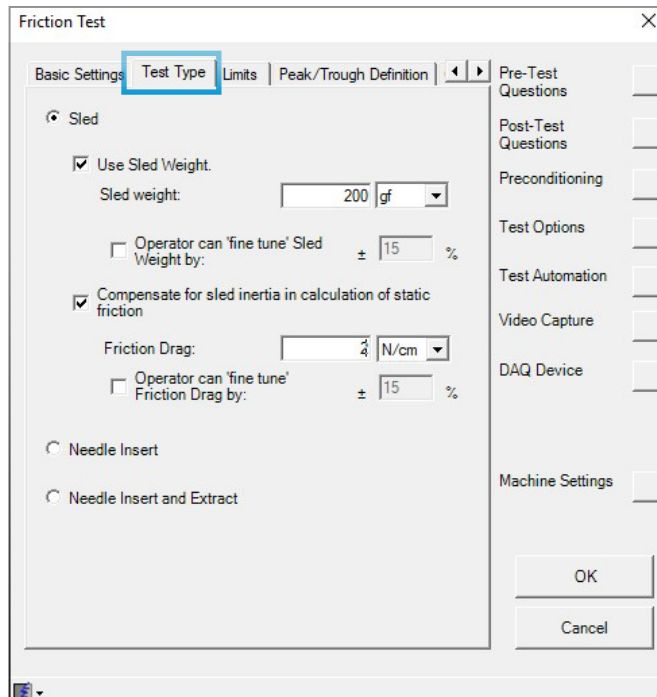 Friction Test
Basic Settings Test Type Limits Peak/Trough Definition
Sled
Use Sled Weight.
Sled weight: 200 gf
Operator can 'fine tune' Sled
Weight by: ± 15 %
Compensate for sled inertia in calculation of static
friction
Friction Drag: N/cm
Operator can 'fine tune'
Friction Drag by: ± 15 %
Needle Insert
Needle Insert and Extract
Pre-Test
Questions
Post-Test
Questions
Preconditioning
Test Options
Test Automation
Video Capture
DAQ Device
Machine Settings
OK
Cancel